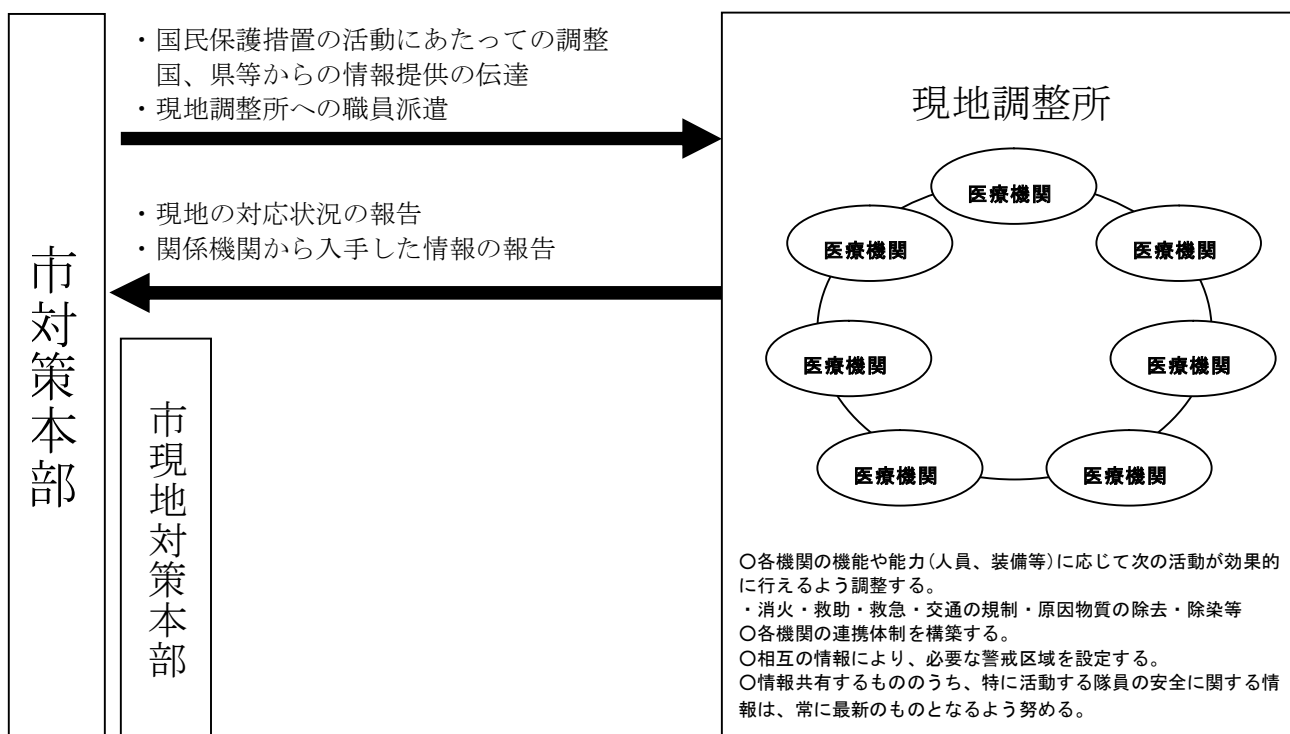 ・国民保護措置の活動にあたっての調整
国、県等からの情報提供の伝達
・現地調整所への職員派遣
・現地の対応状況の報告
・関係機関から入手した情報の報告
市対策本部
市現地対策本部
現地調整所
医療機関
医療機関
医療機関
医療機関
医療機関
医療機関
医療機関
〇各機関の機能や能力(人員、装備等)に応じて次の活動が効果的
に行えるよう調整する。
・消火・救助・救急・交通の規制・原因物質の除去・除染等
〇各機関の連携体制を構築する。
〇相互の情報により、必要な警戒区域を設定する。
〇情報共有するもののうち、特に活動する隊員の安全に関する情
報は、常に最新のものとなるよう努める。